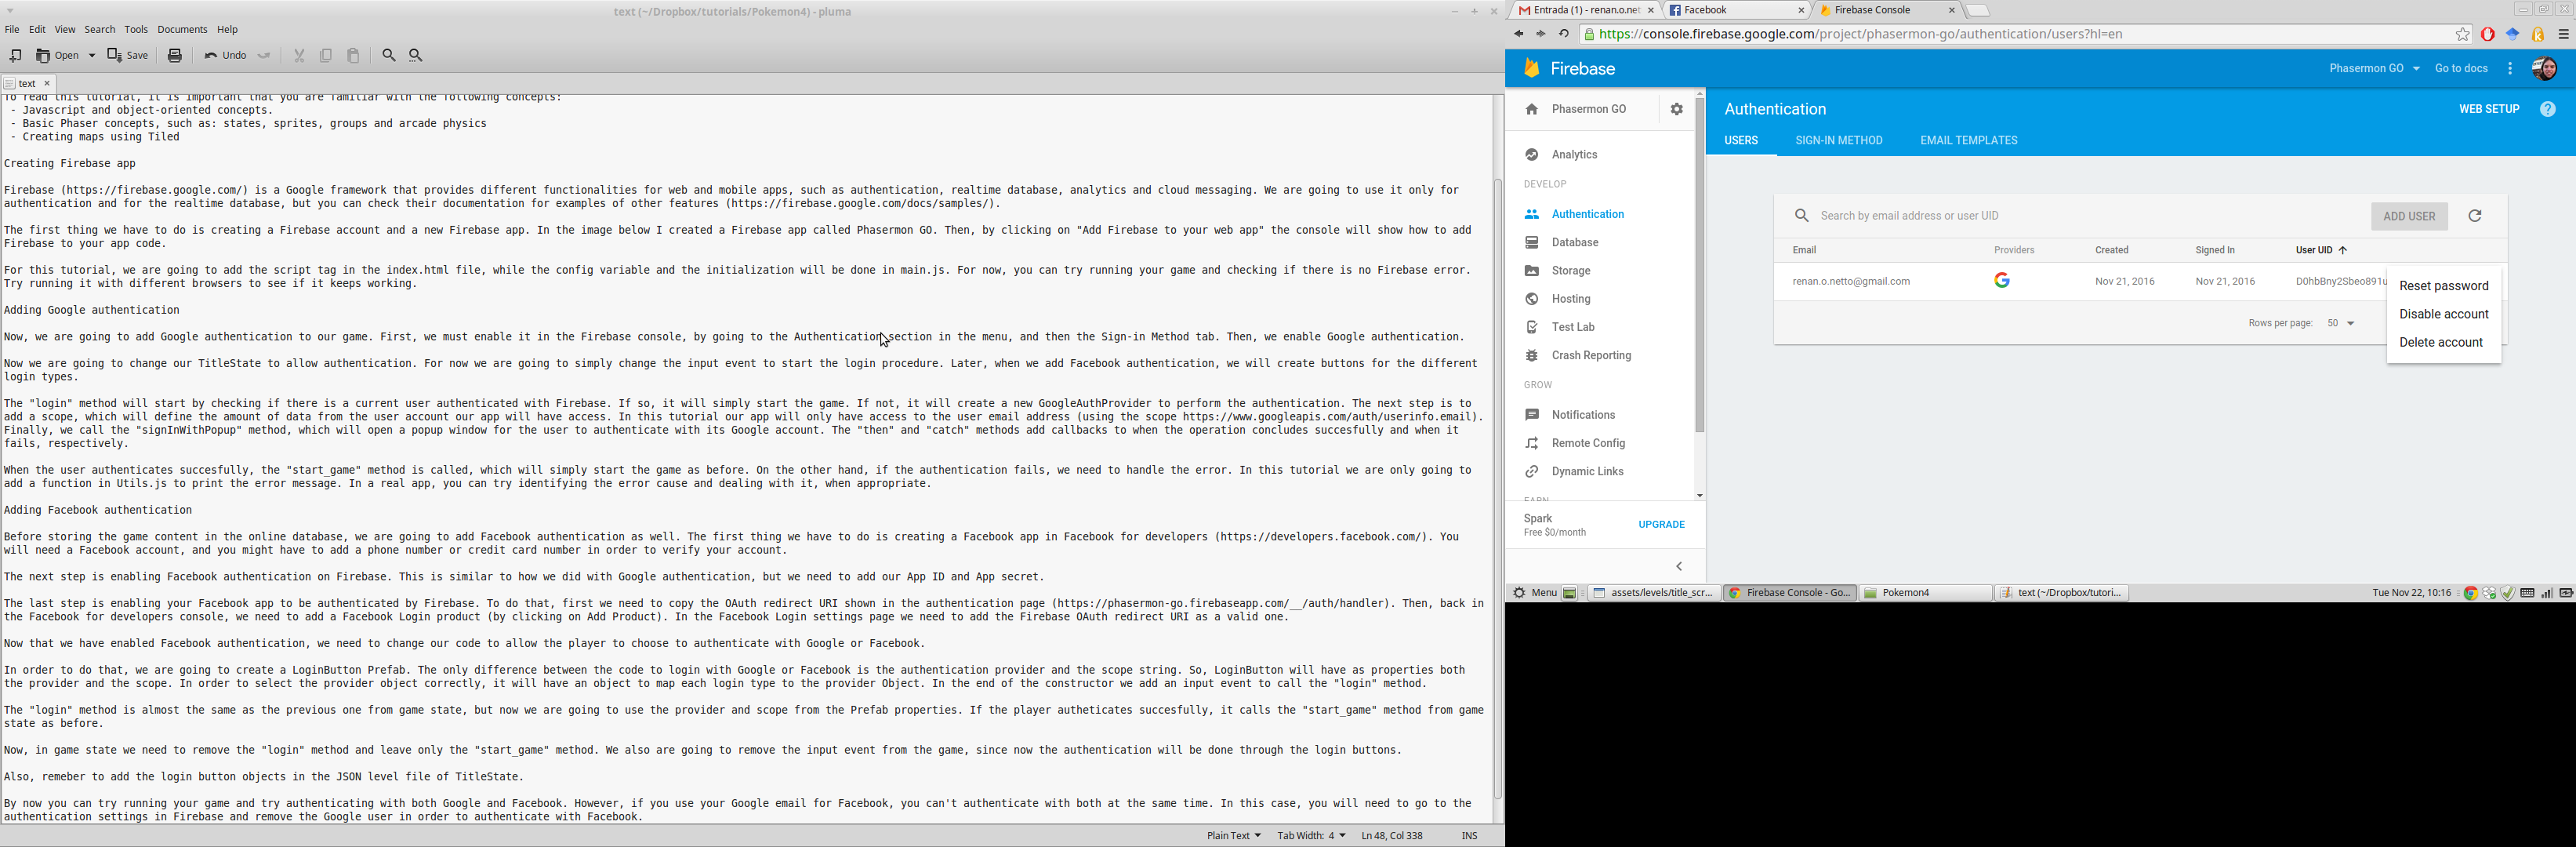 text (~/Dropbox/tutorials/Pokemon4) - pluma
File Edit View Search Tools Documents Help
Open Save Undo
text
To read this tutorial, it is important that you are familiar with the following concepts:
- Javascript and object-oriented concepts.
- Basic Phaser concepts, such as: states, sprites, groups and arcade physics
- Creating maps using Tiled
Creating Firebase app
Firebase (https://firebase.google.com/) is a Google framework that provides different functionalities for web and mobile apps, such as authentication, realtime database, analytics and cloud messaging. We are going to use it only for
authentication and for the realtime database, but you can check their documentation for examples of other features (https://firebase.google.com/docs/samples/).
The first thing we have to do is creating a Firebase account and a new Firebase app. In the image below I created a Firebase app called Phasermon GO. Then, by clicking on "Add Firebase to your web app" the console will show how to add
Firebase to your app code.
For this tutorial, we are going to add the script tag in the index.html file, while the config variable and the initialization will be done in main.js. For now, you can try running your game and checking if there is no Firebase error.
Try running it with different browsers to see if it keeps working.
Adding Google authentication
Now, we are going to add Google authentication to our game. First, we must enable it in the Firebase console, by going to the Authentication section in the menu, and then the Sign-in Method tab. Then, we enable Google authentication.
Now we are going to change our TitleState to allow authentication. For now we are going to simply change the input event to start the login procedure. Later, when we add Facebook authentication, we will create buttons for the different
login types.
The "login" method will start by checking if there is a current user authenticated with Firebase. If so, it will simply start the game. If not, it will create a new GoogleAuthProvider to perform the authentication. The next step is to
add a scope, which will define the amount of data from the user account our app will have access. In this tutorial our app will only have access to the user email address (using the scope https://www.googleapis.com/auth/userinfo.email).
Finally, we call the "signInWithPopup" method, which will open a popup window for the user to authenticate with its Google account. The "then" and "catch" methods add callbacks to when the operation concludes succesfully and when it
fails, respectively.
When the user authenticates succesfully, the "start_game" method is called, which will simply start the game as before. On the other hand, if the authentication fails, we need to handle the error. In this tutorial we are only going to
add a function in Utils.js to print the error message. In a real app, you can try identifying the error cause and dealing with it, when appropriate.
Adding Facebook authentication
Before storing the game content in the online database, we are going to add Facebook authentication as well. The first thing we have to do is creating a Facebook app in Facebook for developers (https://developers.facebook.com/). You
will need a Facebook account, and you might have to add a phone number or credit card number in order to verify your account.
The next step is enabling Facebook authentication on Firebase. This is similar to how we did with Google authentication, but we need to add our App ID and App secret.
The last step is enabling your Facebook app to be authenticated by Firebase. To do that, first we need to copy the OAuth redirect URI shown in the authentication page (https://phasermon-go.firebaseapp.com/__/auth/handler). Then, back in
the Facebook for developers console, we need to add a Facebook Login product (by clicking on Add Product). In the Facebook Login settings page we need to add the Firebase OAuth redirect URI as a valid one.
Now that we have enabled Facebook authentication, we need to change our code to allow the player to choose to authenticate with Google or Facebook.
In order to do that, we are going to create a LoginButton Prefab. The only difference between the code to login with Google or Facebook is the authentication provider and the scope string. So, LoginButton will have as properties both
the provider and the scope. In order to select the provider object correctly, it will have an object to map each login type to the provider Object. In the end of the constructor we add an input event to call the "login" method.
The "login" method is almost the same as the previous one from game state, but now we are going to use the provider and scope from the Prefab properties. If the player autheticates succesfully, it calls the "start_game" method from game
state as before.
Now, in game state we need to remove the "login" method and leave only the "start_game" method. We also are going to remove the input event from the game, since now the authentication will be done through the login buttons.
Also, remeber to add the login button objects in the JSON level file of TitleState.
By now you can try running your game and try authenticating with both Google and Facebook. However, if you use your Google email for Facebook, you can't authenticate with both at the same time. In this case, you will need to go to the
authentication settings in Firebase and remove the Google user in order to authenticate with Facebook.
Plain Text Tab Width: 4 Ln 48, Col 338 INS
Entrada (1) - renan.o.net Facebook Firebase Console
https://console.firebase.google.com/project/phasermon-go/authentication/users?hl=en
Firebase Phasermon GO Go to docs
Phasermon GO
Analytics
DEVELOP
Authentication
Database
Storage
Hosting
Test Lab
Crash Reporting
GROW
Notifications
Remote Config
Dynamic Links
EARN
Spark
Free $0/month
UPGRADE
Authentication WEB SETUP
USERS SIGN-IN METHOD EMAIL TEMPLATES
Search by email address or user UID ADD USER
Email Providers Created Signed In User UID
renan.o.netto@gmail.com Nov 21, 2016 Nov 21, 2016 D0hbBny2Sbeo891u
Rows per page: 50
Reset password
Disable account
Delete account
Menu assets/levels/title_scr... Firebase Console - Go... Pokemon4 text (~/Dropbox/tutori... Tue Nov 22, 10:16